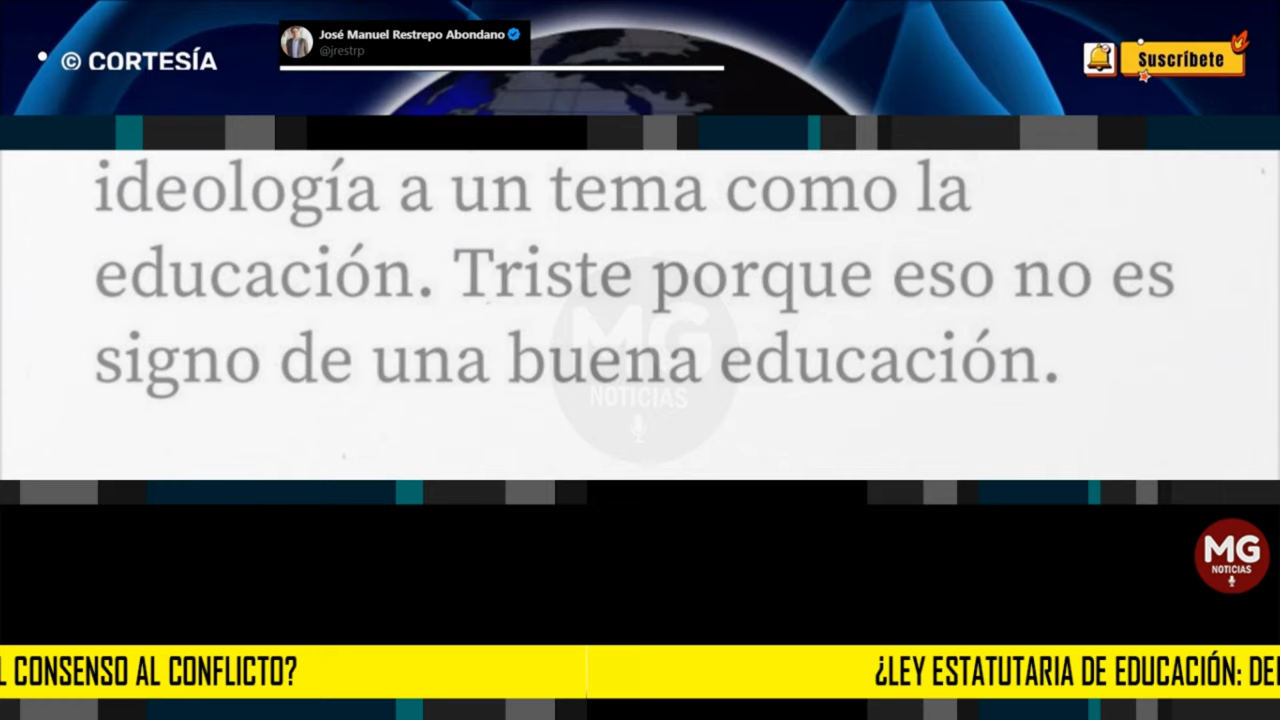 © CORTESÍA
José Manuel Restrepo Abondano
@jrestrp
Suscríbete
ideología a un tema como la
educación. Triste porque eso no es
signo de una buena educación.
MG
NOTICIAS
MG
NOTICIAS
L CONSENSO AL CONFLICTO?
¿LEY ESTATUTARIA DE EDUCACIÓN: DE